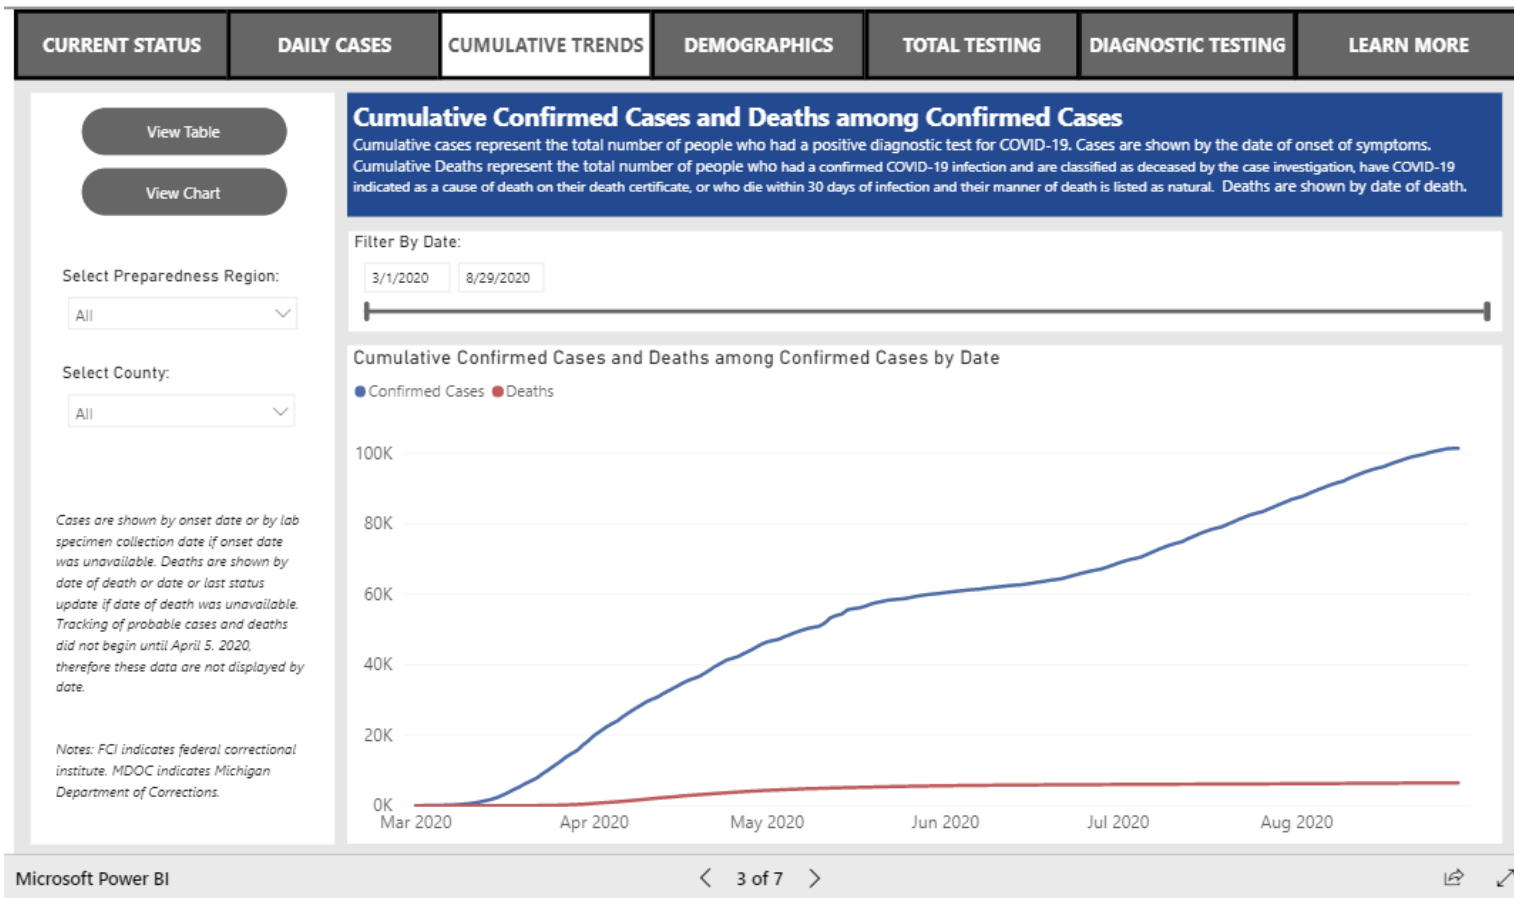 CURRENT STATUS
DAILY CASES
CUMULATIVE TRENDS
DEMOGRAPHICS
TOTAL TESTING
DIAGNOSTIC TESTING
LEARN MORE
View Table
View Chart
Select Preparedness Region:
All
Select County:
All
Cases are shown by onset date or by lab
specimen collection date if onset date
was unavailable. Deaths are shown by
date of death or date or last status
update if date of death was unavailable.
Tracking of probable cases and deaths
did not begin until April 5. 2020,
therefore these data are not displayed by
date.
Notes: FCI indicates federal correctional
institute. MDOC indicates Michigan
Department of Corrections.
Cumulative Confirmed Cases and Deaths among Confirmed Cases
Cumulative cases represent the total number of people who had a positive diagnostic test for COVID-19. Cases are shown by the date of onset of symptoms.
Cumulative Deaths represent the total number of people who had a confirmed COVID-19 infection and are classified as deceased by the case investigation, have COVID-19
indicated as a cause of death on their death certificate, or who die within 30 days of infection and their manner of death is listed as natural. Deaths are shown by date of death.
Filter By Date:
3/1/2020
8/29/2020
Cumulative Confirmed Cases and Deaths among Confirmed Cases by Date
Confirmed Cases
Deaths
100K
80K
60K
40K
20K
0K
Mar 2020
Apr 2020
May 2020
Jun 2020
Jul 2020
Aug 2020
Microsoft Power BI
3 of 7